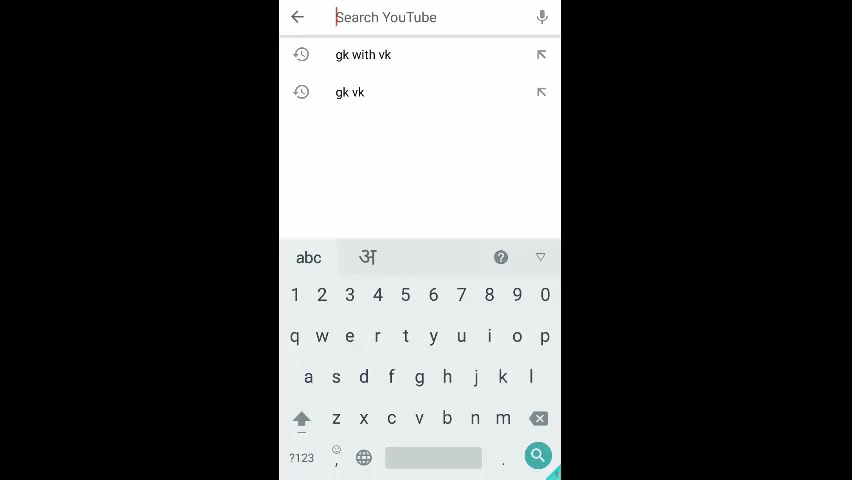 Search YouTube
gk with vk
gk vk
abc अ
1 2 3 4 5 6 7 8 9 0
q w e r t y u i o p
a s d f g h j k l
z x c v b n m
?123 , .